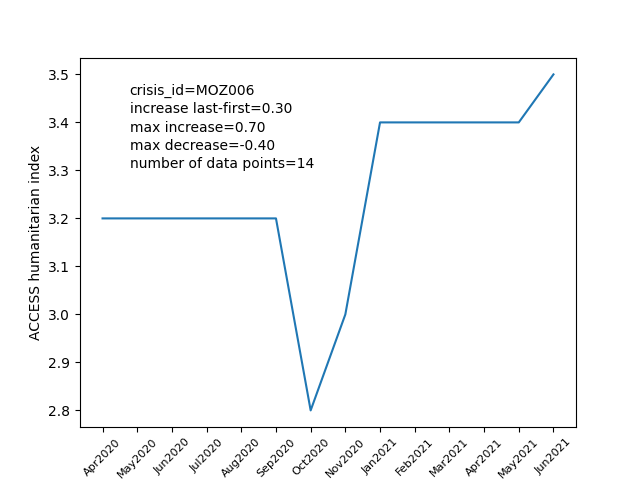 crisis_id=MOZ006
increase last-first=0.30
max increase=0.70
max decrease=-0.40
number of data points=14
ACCESS humanitarian index
3.5
3.4
3.3
3.2
3.1
3.0
2.9
2.8
Apr2020
May2020
Jun2020
Jul2020
Aug2020
Sep2020
Oct2020
Nov2020
Jan2021
Feb2021
Mar2021
Apr2021
May2021
Jun2021